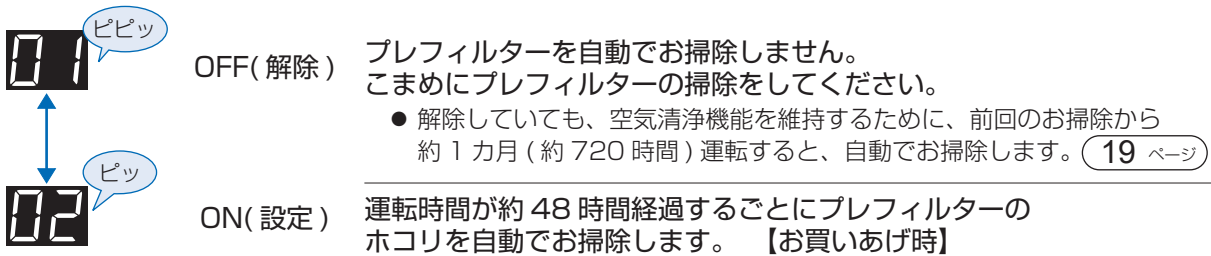 01
ピピッ
OFF( 解除 )
プレフィルターを自動でお掃除しません。
こまめにプレフィルターの掃除をしてください。
● 解除していても、空気清浄機能を維持するために、前回のお掃除から
約 1 カ月 ( 約 720 時間 ) 運転すると、自動でお掃除します。 19 ページ
02
ピッ
ON( 設定 )
運転時間が約 48 時間経過するごとにプレフィルターの
ホコリを自動でお掃除します。 【お買いあげ時】